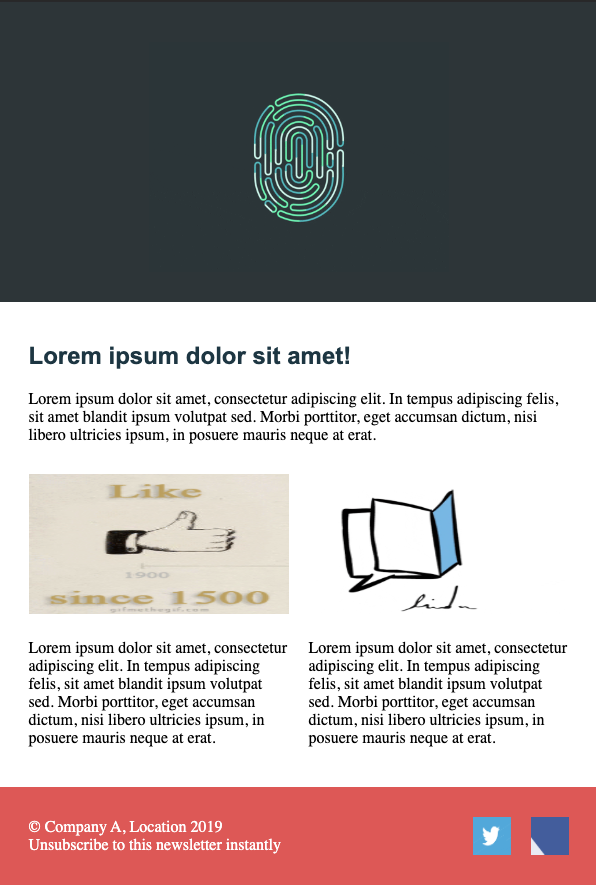 Lorem ipsum dolor sit amet!
Lorem ipsum dolor sit amet, consectetur adipiscing elit. In tempus adipiscing felis,
sit amet blandit ipsum volutpat sed. Morbi porttitor, eget accumsan dictum, nisi
libero ultricies ipsum, in posuere mauris neque at erat.
Like
1900
since 1500
gifmethegif.com
Lorem ipsum dolor sit amet, consectetur
adipiscing elit. In tempus adipiscing
felis, sit amet blandit ipsum volutpat
sed. Morbi porttitor, eget accumsan
dictum, nisi libero ultricies ipsum, in
posuere mauris neque at erat.
Lorem ipsum dolor sit amet, consectetur
adipiscing elit. In tempus adipiscing
felis, sit amet blandit ipsum volutpat
sed. Morbi porttitor, eget accumsan
dictum, nisi libero ultricies ipsum, in
posuere mauris neque at erat.
© Company A, Location 2019
Unsubscribe to this newsletter instantly